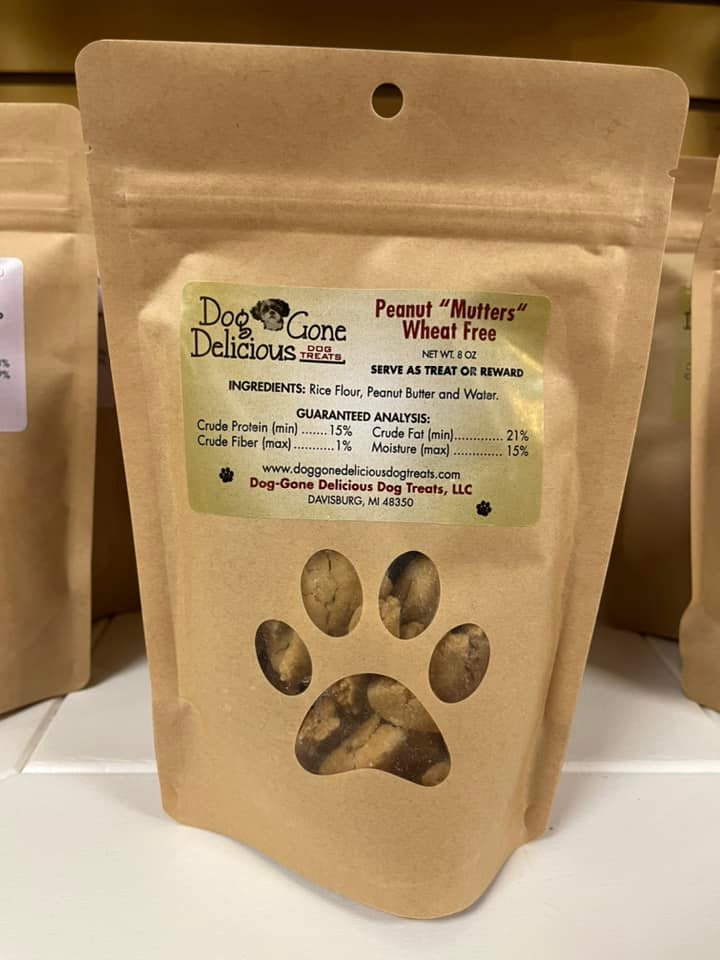 Dog Gone
Delicious DOG TREATS
Peanut “Mutters“
Wheat Free
NET WT. 8 OZ
SERVE AS TREAT OR REWARD
INGREDIENTS: Rice Flour, Peanut Butter and Water.
GUARANTEED ANALYSIS:
Crude Protein (min) ....... 15% Crude Fat (min)............. 21%
Crude Fiber (max)........... 1% Moisture (max) ............. 15%
www.doggonedeliciousdogtreats.com
Dog-Gone Delicious Dog Treats, LLC
DAVISBURG, MI 48350